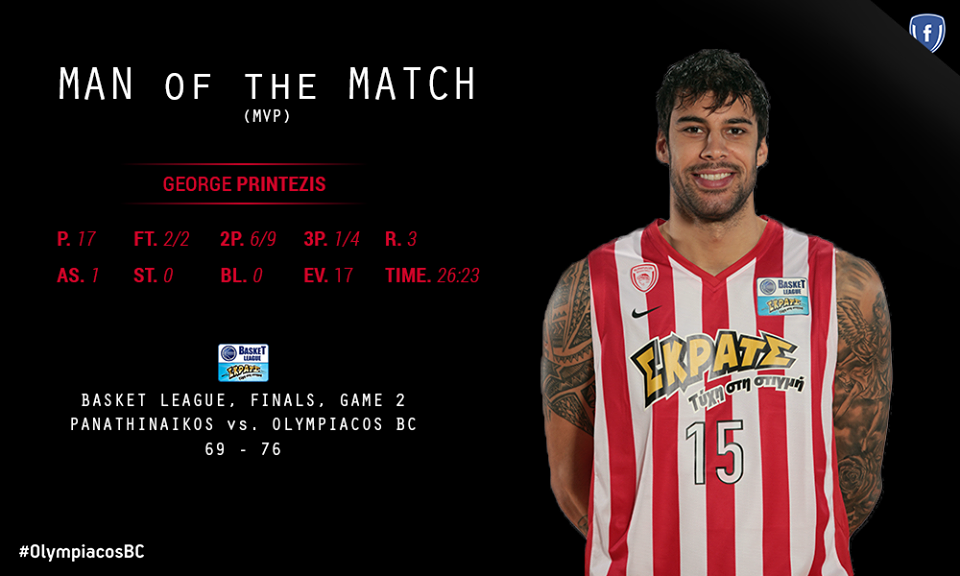 MAN OF THE MATCH
(MVP)
GEORGE PRINTEZIS
P. 17 FT. 2/2 2P. 6/9 3P. 1/4 R. 3
AS. 1 ST. 0 BL. 0 EV. 17 TIME. 26:23
BASKET
LEAGUE
ΣΚΡΑΤΣ
BASKET LEAGUE, FINALS, GAME 2
PANATHINAIKOS vs. OLYMPIACOS BC
69 - 76
#OlympiacosBC
f
BASKET
LEAGUE
ΣΚΡΑΤΣ
ΣΚΡΑΤΣ
Τύχη στη στιγμή
15